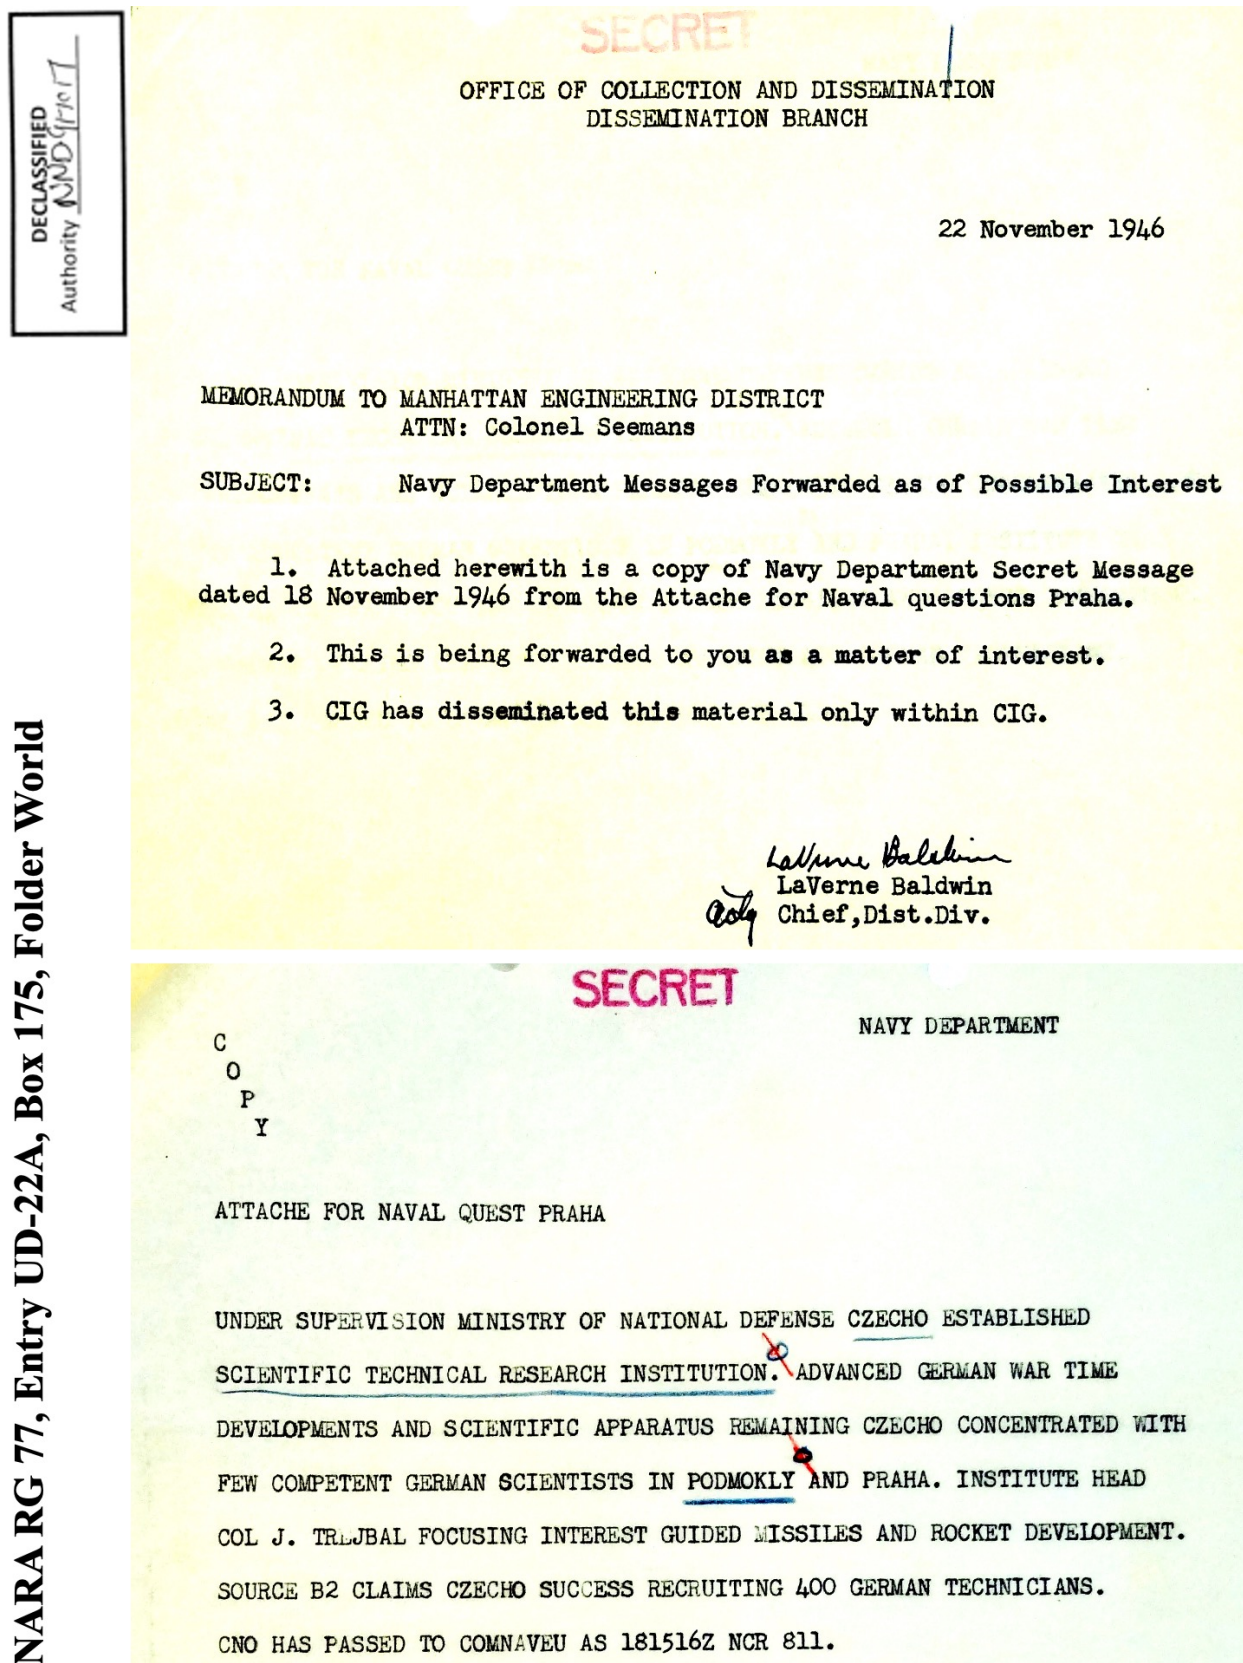 DECLASSIFIED
Authority
NARA RG 77, Entry UD-22A, Box 175, Folder World
SECRET
OFFICE OF COLLECTION AND DISSEMINATION
DISSEMINATION BRANCH
22 November 1946
MEMORANDUM TO MANHATTAN ENGINEERING DISTRICT
ATTN: Colonel Seemans
SUBJECT: Navy Department Messages Forwarded as of Possible Interest
1. Attached herewith is a copy of Navy Department Secret Message
dated 18 November 1946 from the Attache for Naval questions Praha.
2. This is being forwarded to you as a matter of interest.
3. CIG has disseminated this material only within CIG.
LaVerne Baldwin
LaVerne Baldwin
Chief,Dist.Div.
SECRET
NAVY DEPARTMENT
C
O
P
Y
ATTACHE FOR NAVAL QUEST PRAHA
UNDER SUPERVISION MINISTRY OF NATIONAL DEFENSE CZECHO ESTABLISHED
SCIENTIFIC TECHNICAL RESEARCH INSTITUTION. ADVANCED GERMAN WAR TIME
DEVELOPMENTS AND SCIENTIFIC APPARATUS REMAINING CZECHO CONCENTRATED WITH
FEW COMPETENT GERMAN SCIENTISTS IN PODMOKLY AND PRAHA. INSTITUTE HEAD
COL J. FOCUSING INTEREST GUIDED MISSILES AND ROCKET DEVELOPMENT.
SOURCE B2 CLAIMS CZECHO SUCCESS RECRUITING 400 GERMAN TECHNICIANS.
CNO HAS PASSED TO COMNAVEU AS 181516Z NCR 811.